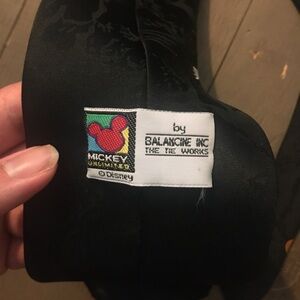 MICKEY
UNLIMITED
© Disney
by
BALANCINE INC
THE TIE WORKS